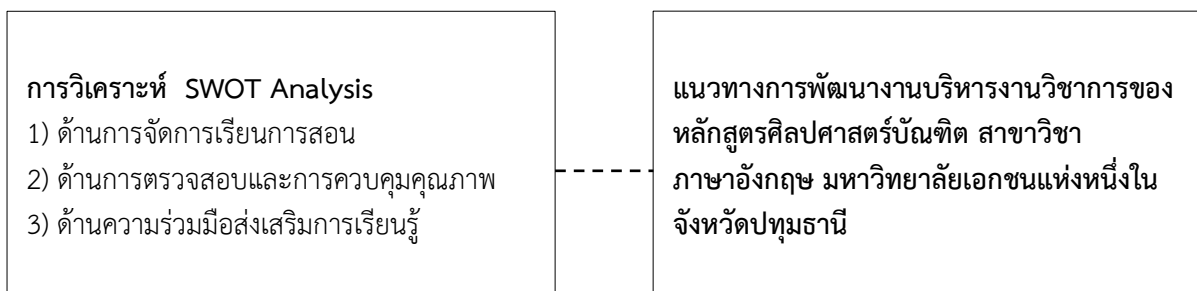 การวิเคราะห์ SWOT Analysis
1) ด้านการจัดการเรียนการสอน
2) ด้านการตรวจสอบและการควบคุมคุณภาพ
3) ด้านความร่วมมือส่งเสริมการเรียนรู้
แนวทางการพัฒนางานบริหารงานวิชาการของ
หลักสูตรศิลปศาสตร์บัณฑิต สาขาวิชา
ภาษาอังกฤษ มหาวิทยาลัยเอกชนแห่งหนึ่งใน
จังหวัดปทุมธานี